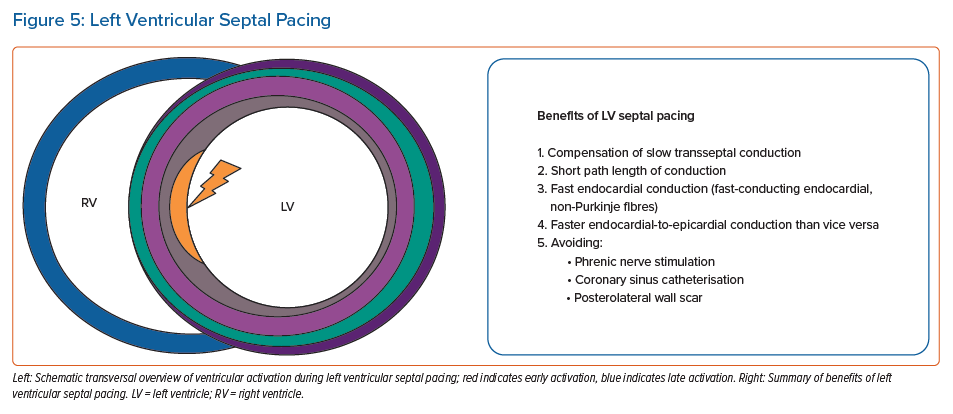 Figure 5: Left Ventricular Septal Pacing
RV
LV
Benefits of LV septal pacing
1. Compensation of slow transseptal conduction
2. Short path length of conduction
3. Fast endocardial conduction (fast-conducting endocardial,
non-Purkinje fibres)
4. Faster endocardial-to-epicardial conduction than vice versa
5. Avoiding:
• Phrenic nerve stimulation
• Coronary sinus catheterisation
• Posterolateral wall scar
Left: Schematic transversal overview of ventricular activation during left ventricular septal pacing; red indicates early activation, blue indicates late activation. Right: Summary of benefits of left
ventricular septal pacing. LV = left ventricle; RV = right ventricle.